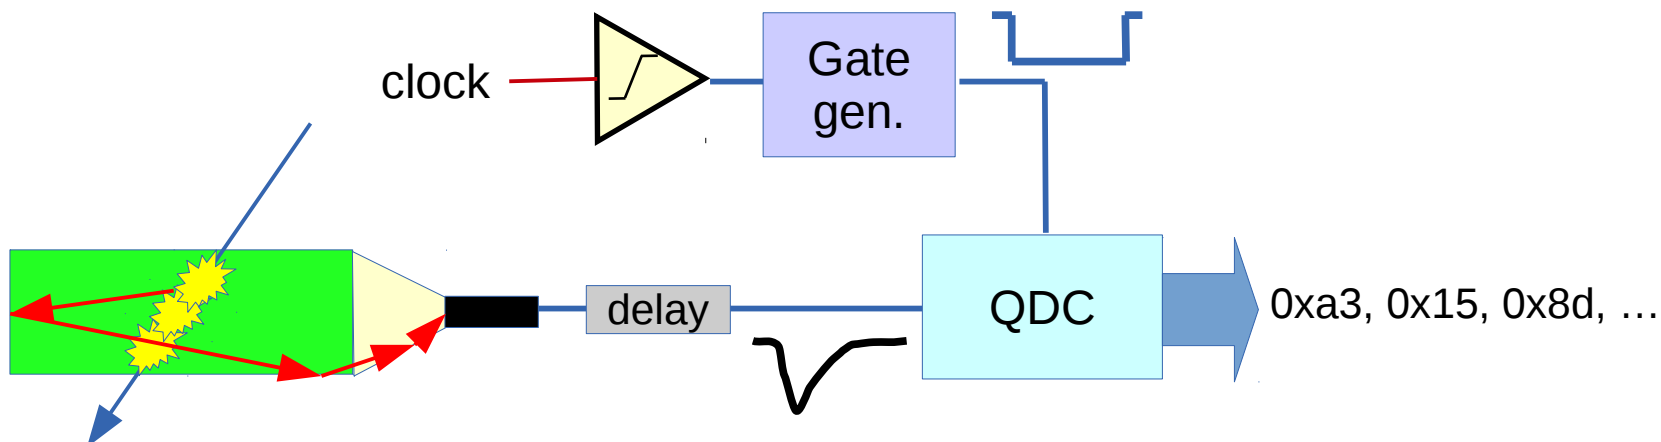 clock
Gate
gen.
delay
QDC
0xa3, 0x15, 0x8d, …